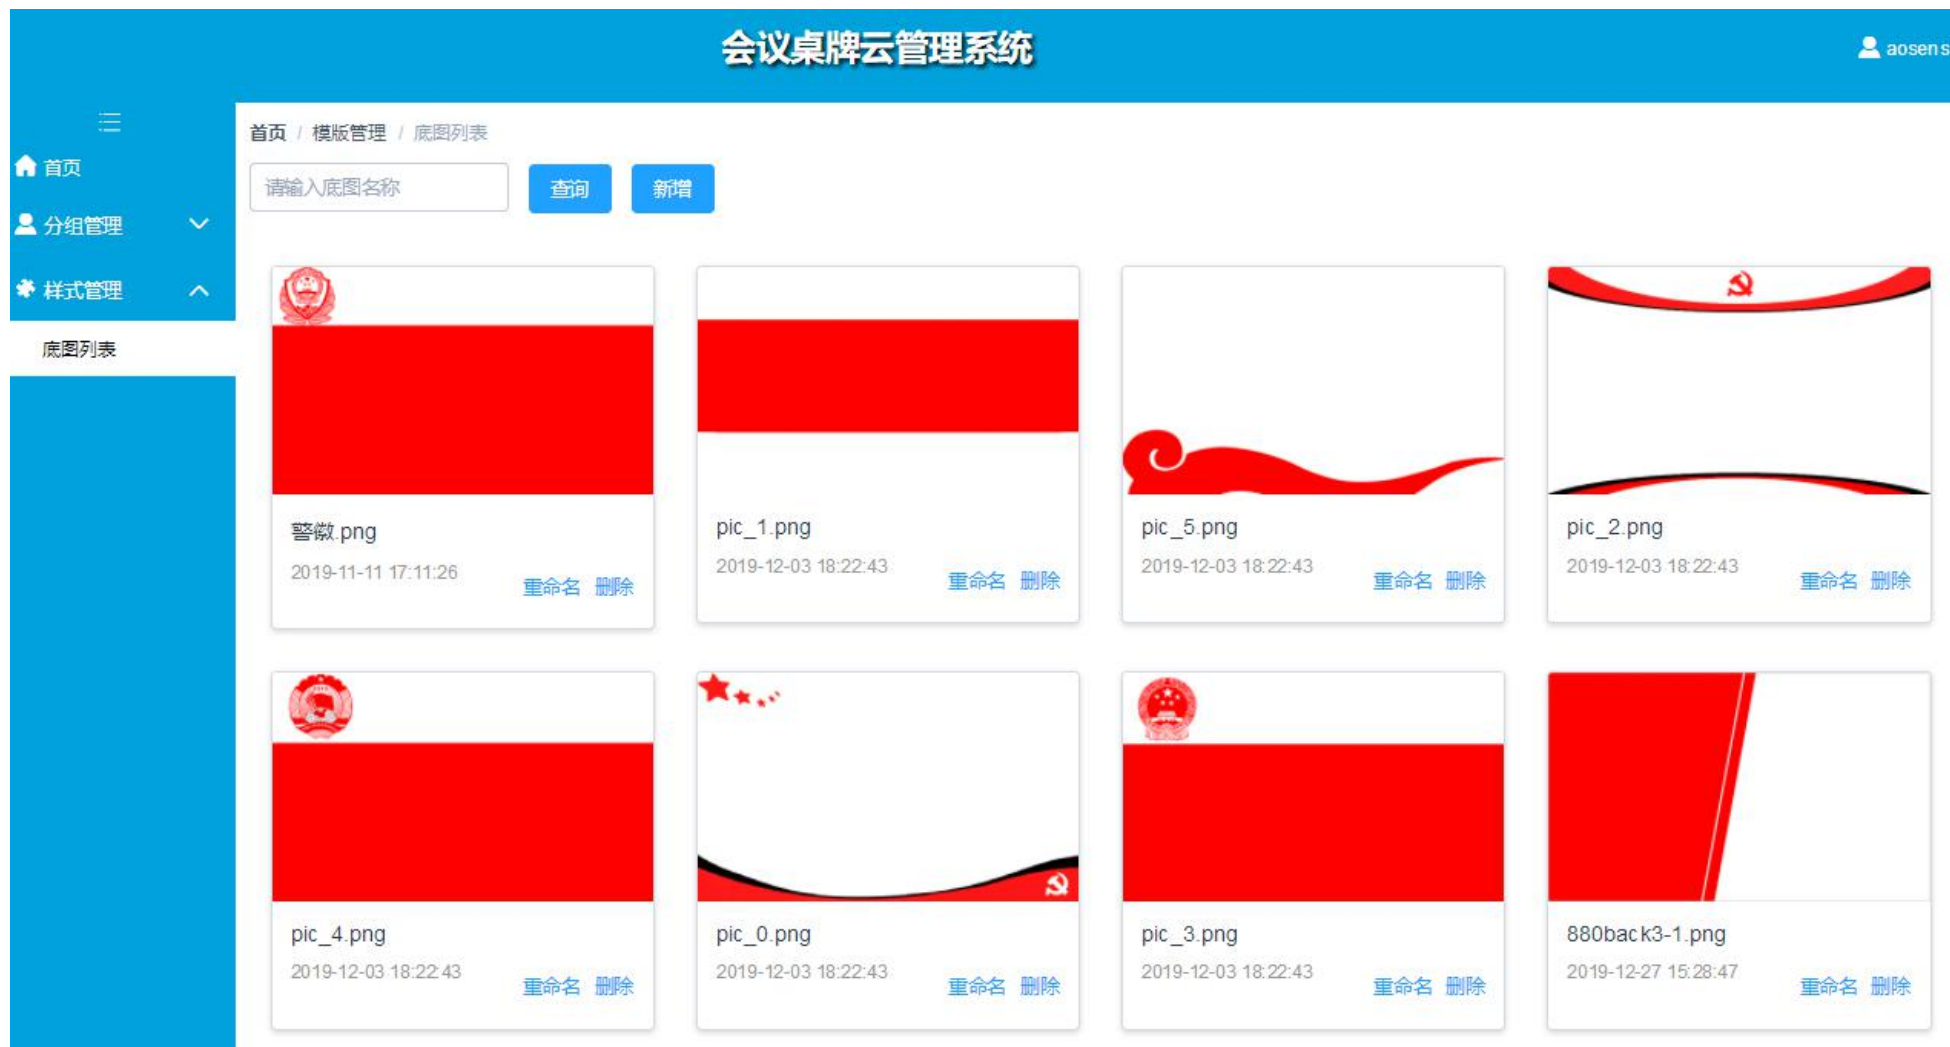 会议桌牌云管理系统
aosens
首页 / 模版管理 / 底图列表
首页
分组管理
样式管理
底图列表
请输入底图名称
查询
新增
警徽.png
2019-11-11 17:11:26
重命名 删除
pic_1.png
2019-12-03 18:22:43
重命名 删除
pic_5.png
2019-12-03 18:22:43
重命名 删除
pic_2.png
2019-12-03 18:22:43
重命名 删除
pic_4.png
2019-12-03 18:22:43
重命名 删除
pic_0.png
2019-12-03 18:22:43
重命名 删除
pic_3.png
2019-12-03 18:22:43
重命名 删除
880back3-1.png
2019-12-27 15:28:47
重命名 删除